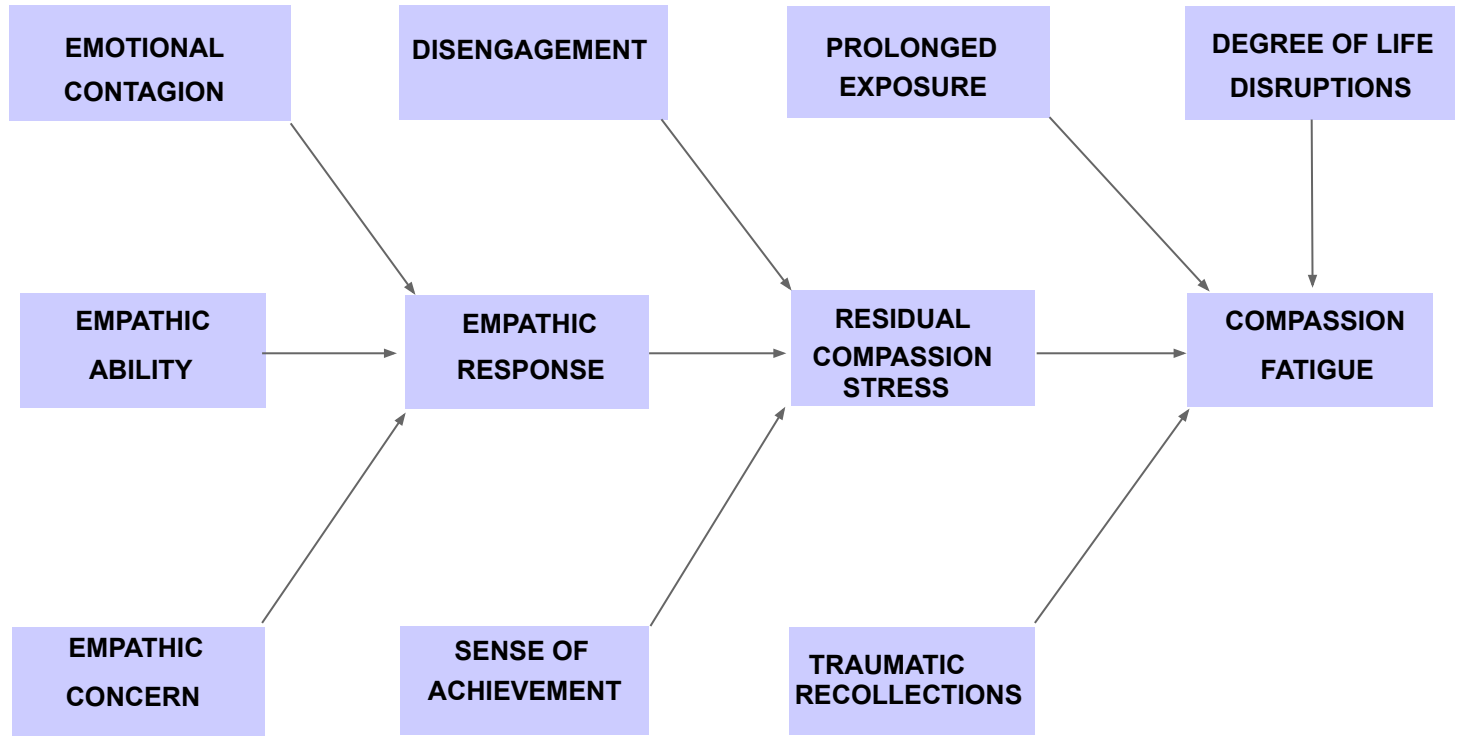 EMOTIONAL
CONTAGION
DISENGAGEMENT
PROLONGED
EXPOSURE
DEGREE OF LIFE
DISRUPTIONS
EMPATHIC
ABILITY
EMPATHIC
RESPONSE
RESIDUAL
COMPASSION
STRESS
COMPASSION
FATIGUE
EMPATHIC
CONCERN
SENSE OF
ACHIEVEMENT
TRAUMATIC
RECOLLECTIONS